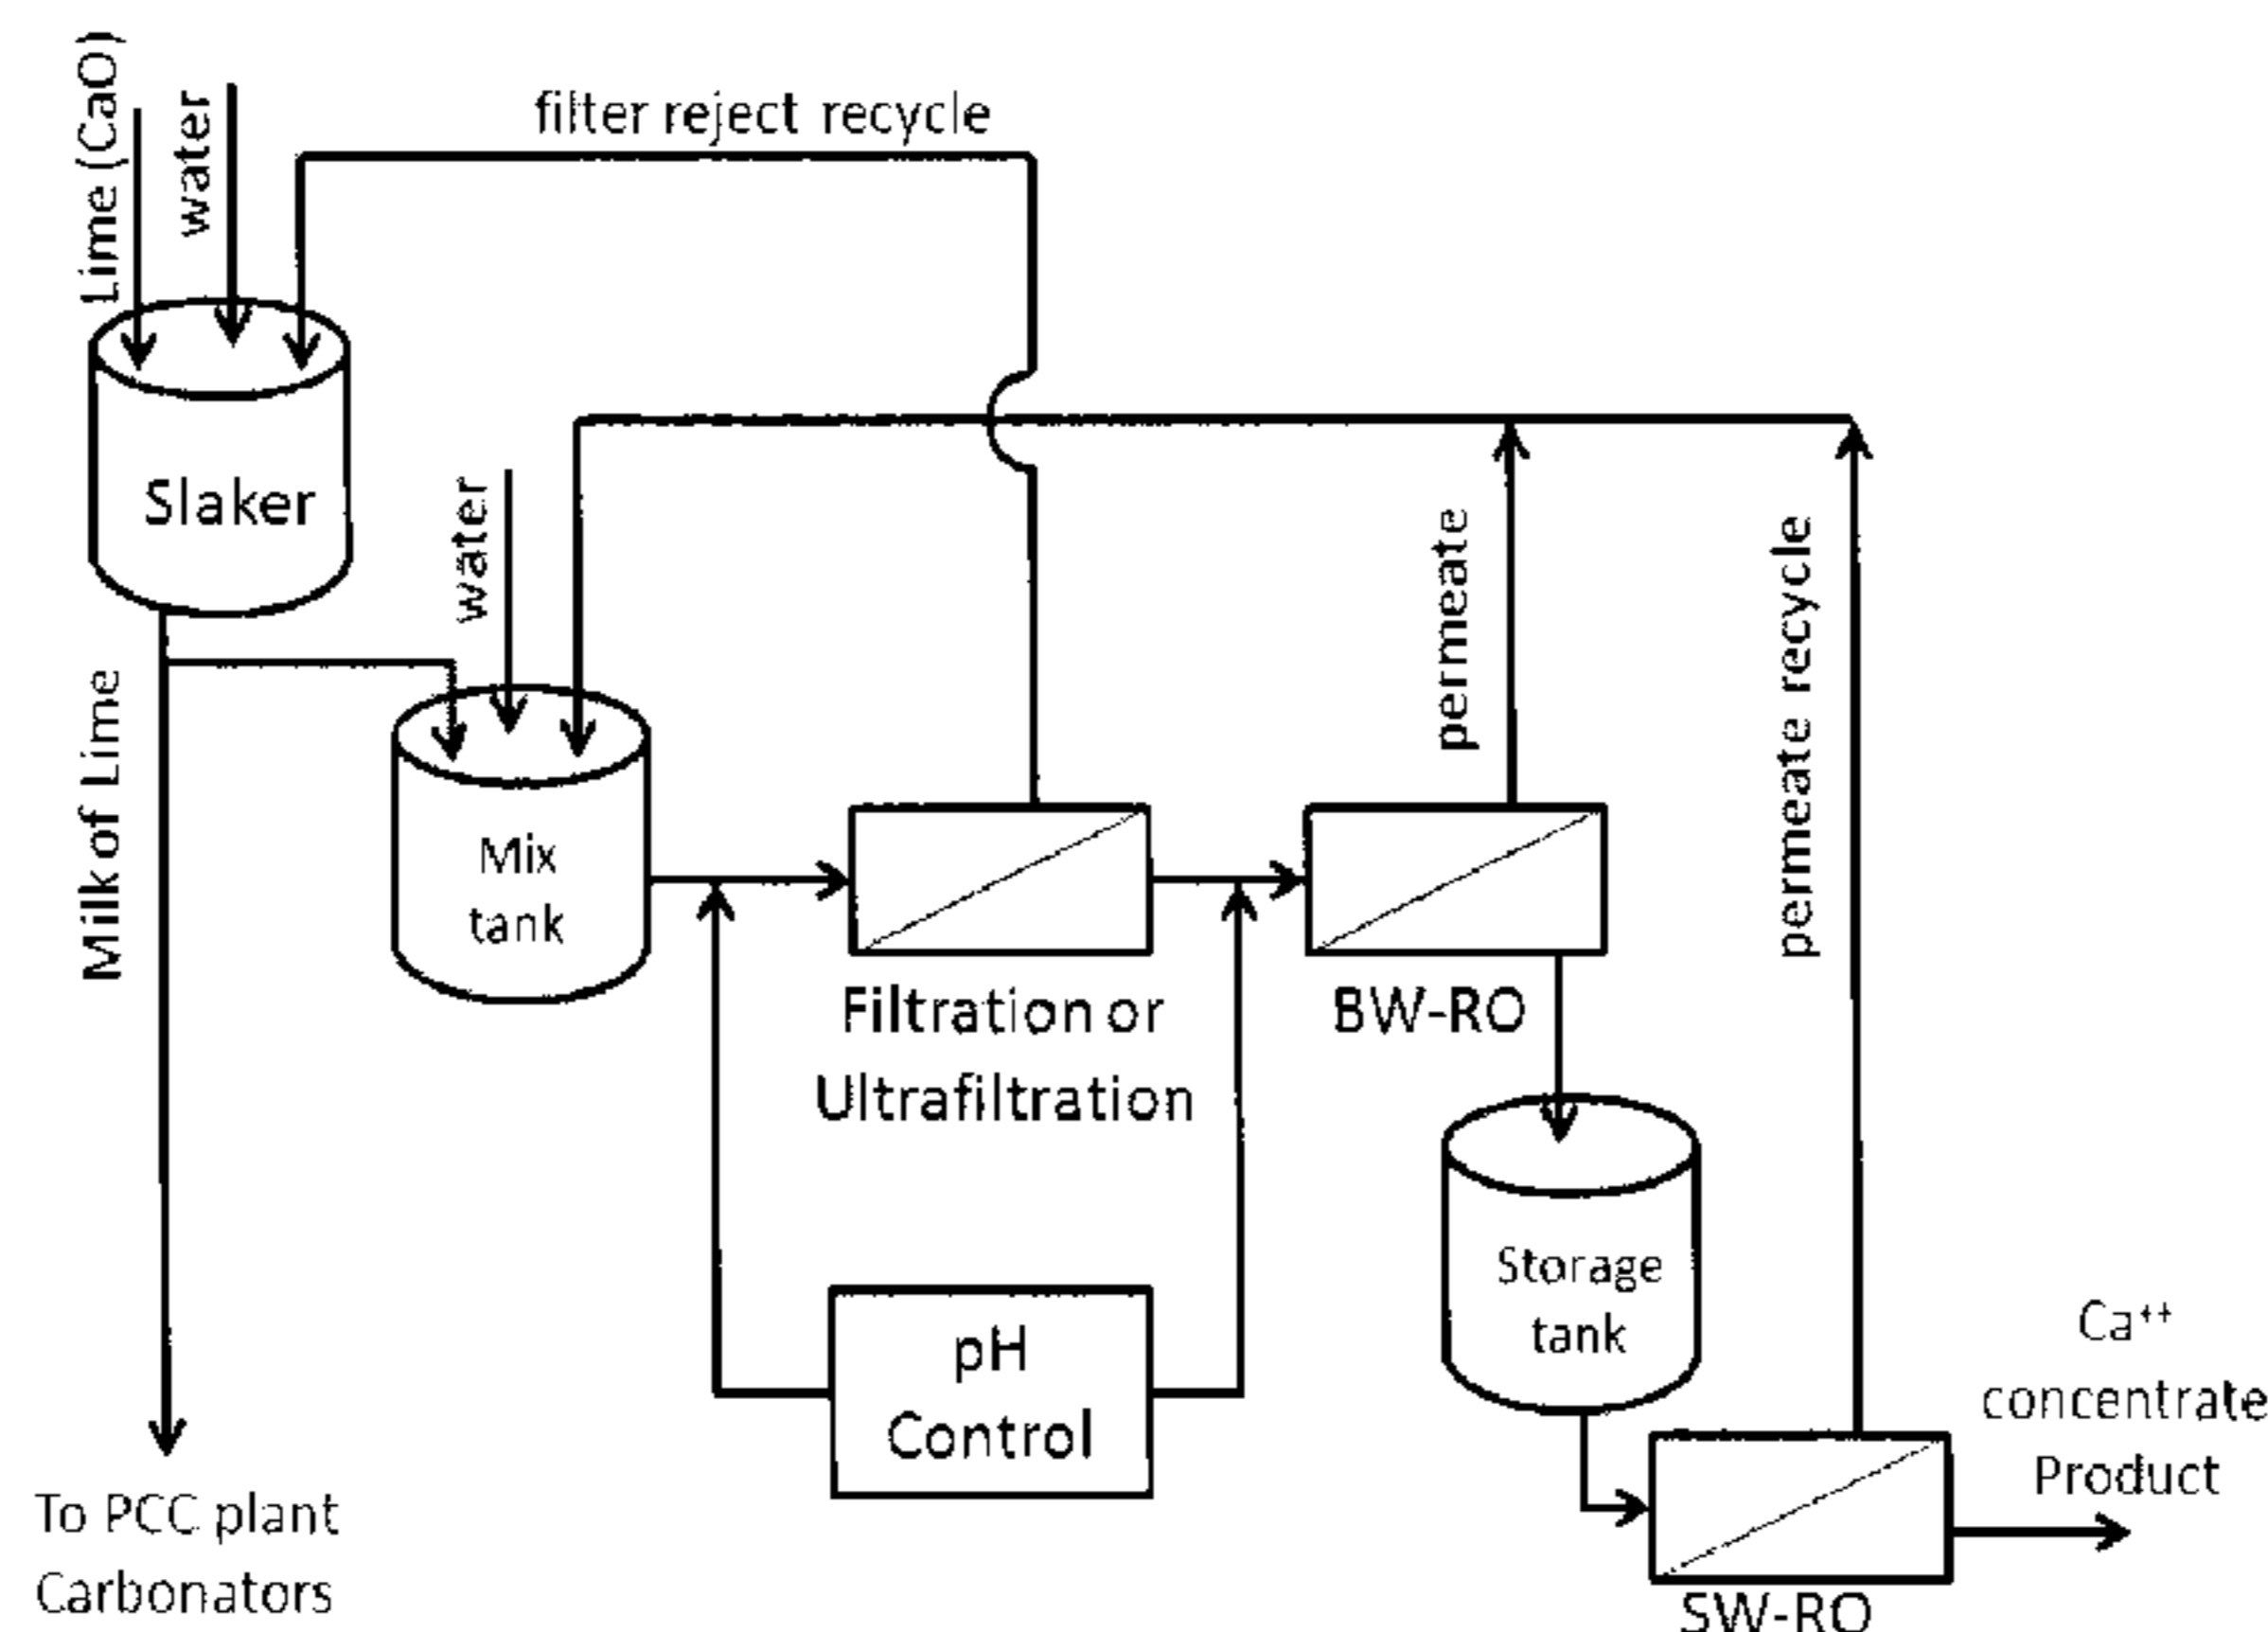 Lime (CaO)
water
filter reject recycle
Slaker
water
permeate
permeate recycle
Milk of Lime
Mix
tank
Filtration or
Ultrafiltration
BW-RO
Storage
tank
pH
Control
Ca⁺⁺
concentrate
Product
To PCC plant
Carbonators
SW-RO